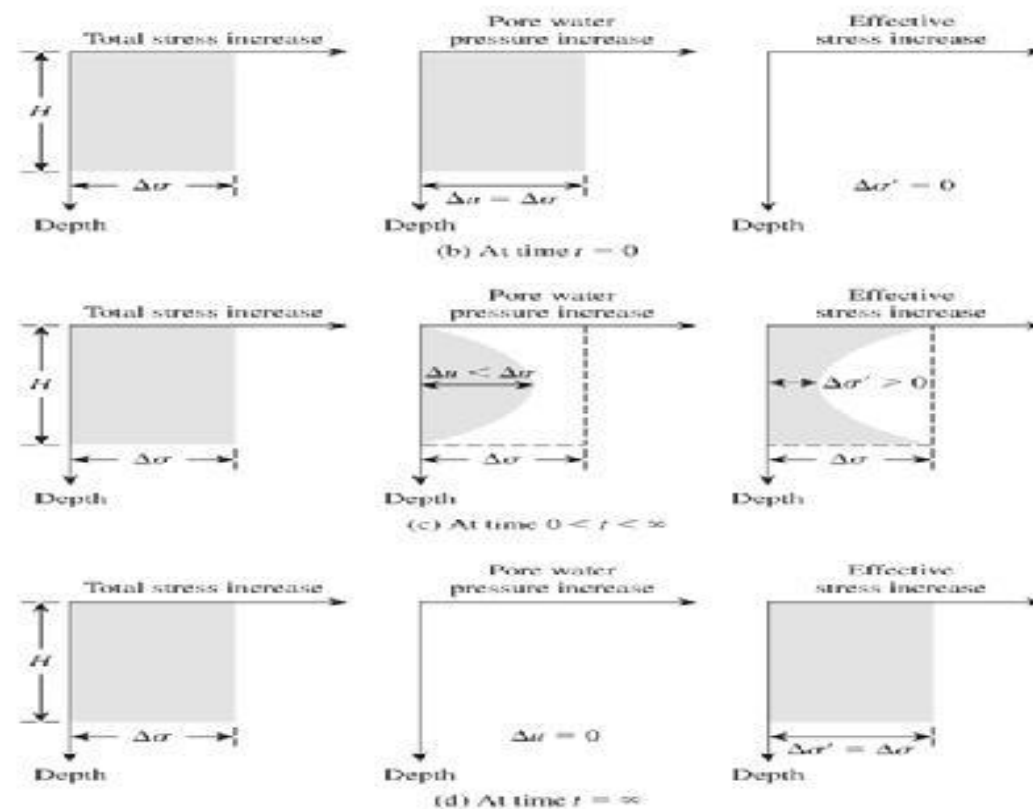 Total stress increase
Pore water
pressure increase
Effective
stress increase
H
Δσ
Depth
Δu = Δσ
Depth
Δσ′ = 0
Depth
(b) At time t = 0
Total stress increase
Pore water
pressure increase
Effective
stress increase
H
Δu < Δσ
Δσ′ > 0
Δσ
Depth
Δσ
Depth
Δσ
Depth
(c) At time 0 < t < ∞
Total stress increase
Pore water
pressure increase
Effective
stress increase
H
Δσ
Depth
Δu = 0
Depth
Δσ′ = Δσ
Depth
(d) At time t = ∞